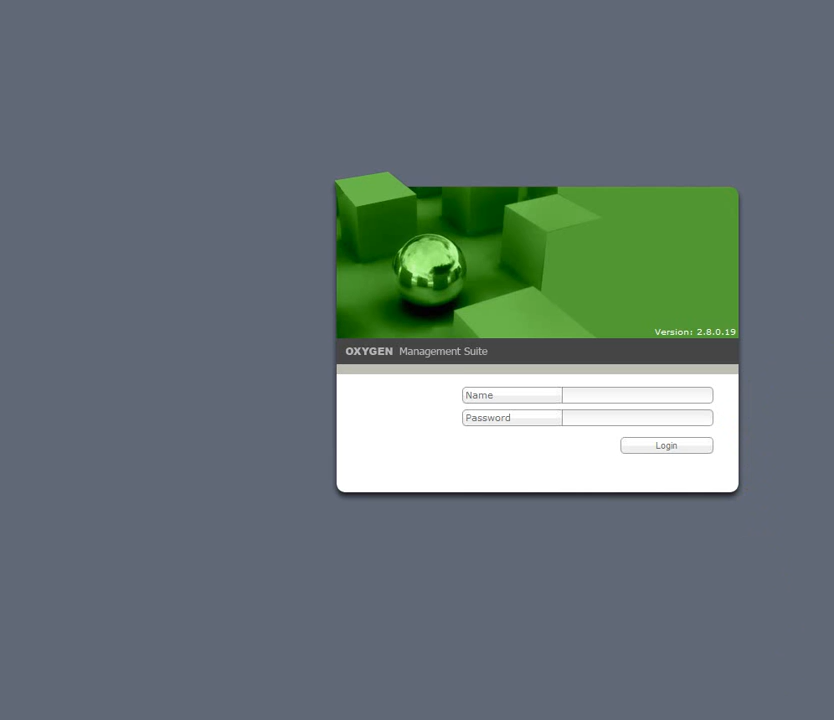 Version: 2.8.0.19
OXYGEN Management Suite
Name
Password
Login